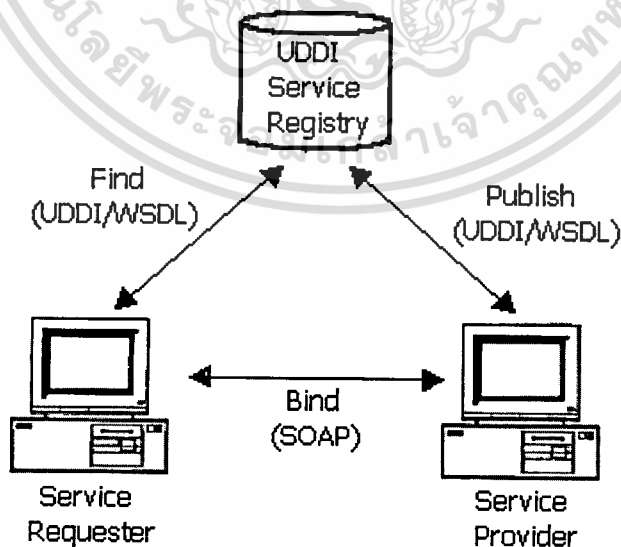 UDDI
Service
Registry
Find
(UDDI/WSDL)
Publish
(UDDI/WSDL)
Bind
(SOAP)
Service
Requester
Service
Provider